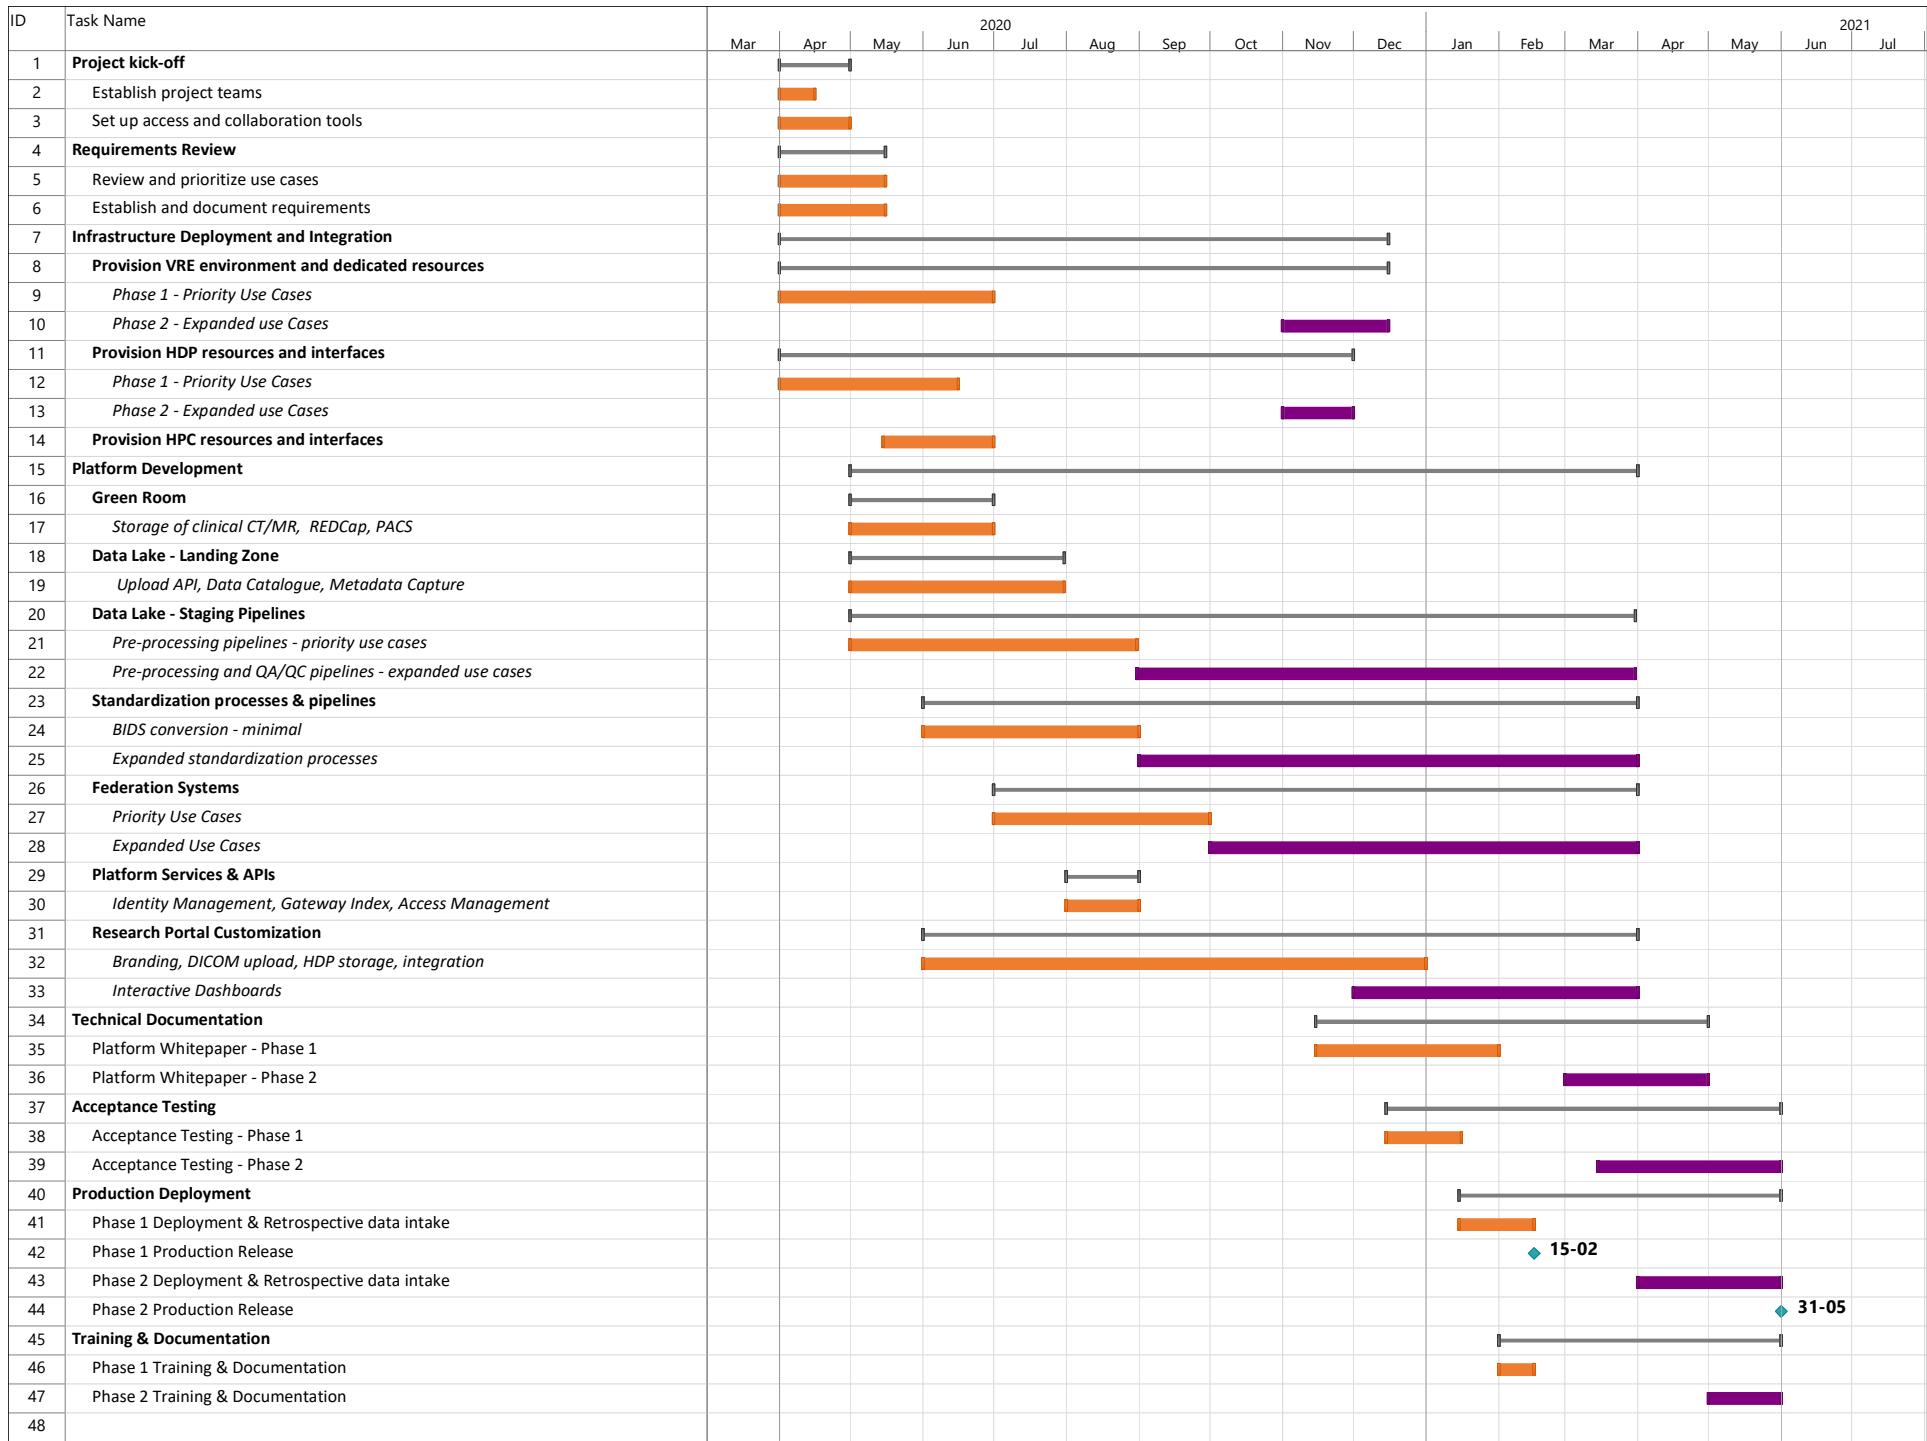 ID Task Name 2020 2021
Mar Apr May Jun Jul Aug Sep Oct Nov Dec Jan Feb Mar Apr May Jun Jul
1 Project kick-off
2 Establish project teams
3 Set up access and collaboration tools
4 Requirements Review
5 Review and prioritize use cases
6 Establish and document requirements
7 Infrastructure Deployment and Integration
8 Provision VRE environment and dedicated resources
9 Phase 1 - Priority Use Cases
10 Phase 2 - Expanded use Cases
11 Provision HDP resources and interfaces
12 Phase 1 - Priority Use Cases
13 Phase 2 - Expanded use Cases
14 Provision HPC resources and interfaces
15 Platform Development
16 Green Room
17 Storage of clinical CT/MR, REDCap, PACS
18 Data Lake - Landing Zone
19 Upload API, Data Catalogue, Metadata Capture
20 Data Lake - Staging Pipelines
21 Pre-processing pipelines - priority use cases
22 Pre-processing and QA/QC pipelines - expanded use cases
23 Standardization processes & pipelines
24 BIDS conversion - minimal
25 Expanded standardization processes
26 Federation Systems
27 Priority Use Cases
28 Expanded Use Cases
29 Platform Services & APIs
30 Identity Management, Gateway Index, Access Management
31 Research Portal Customization
32 Branding, DICOM upload, HDP storage, integration
33 Interactive Dashboards
34 Technical Documentation
35 Platform Whitepaper - Phase 1
36 Platform Whitepaper - Phase 2
37 Acceptance Testing
38 Acceptance Testing - Phase 1
39 Acceptance Testing - Phase 2
40 Production Deployment
41 Phase 1 Deployment & Retrospective data intake
42 Phase 1 Production Release 15-02
43 Phase 2 Deployment & Retrospective data intake
44 Phase 2 Production Release 31-05
45 Training & Documentation
46 Phase 1 Training & Documentation
47 Phase 2 Training & Documentation
48